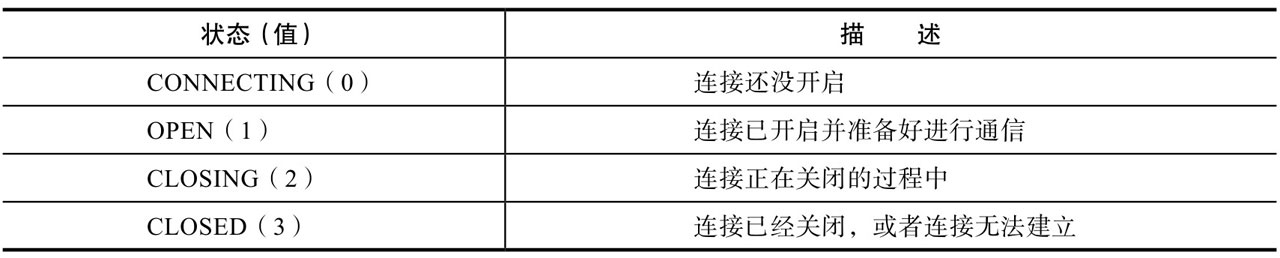 状态（值） 描 述
CONNECTING（0） 连接还没开启
OPEN（1） 连接已开启并准备好进行通信
CLOSING（2） 连接正在关闭的过程中
CLOSED（3） 连接已经关闭，或者连接无法建立